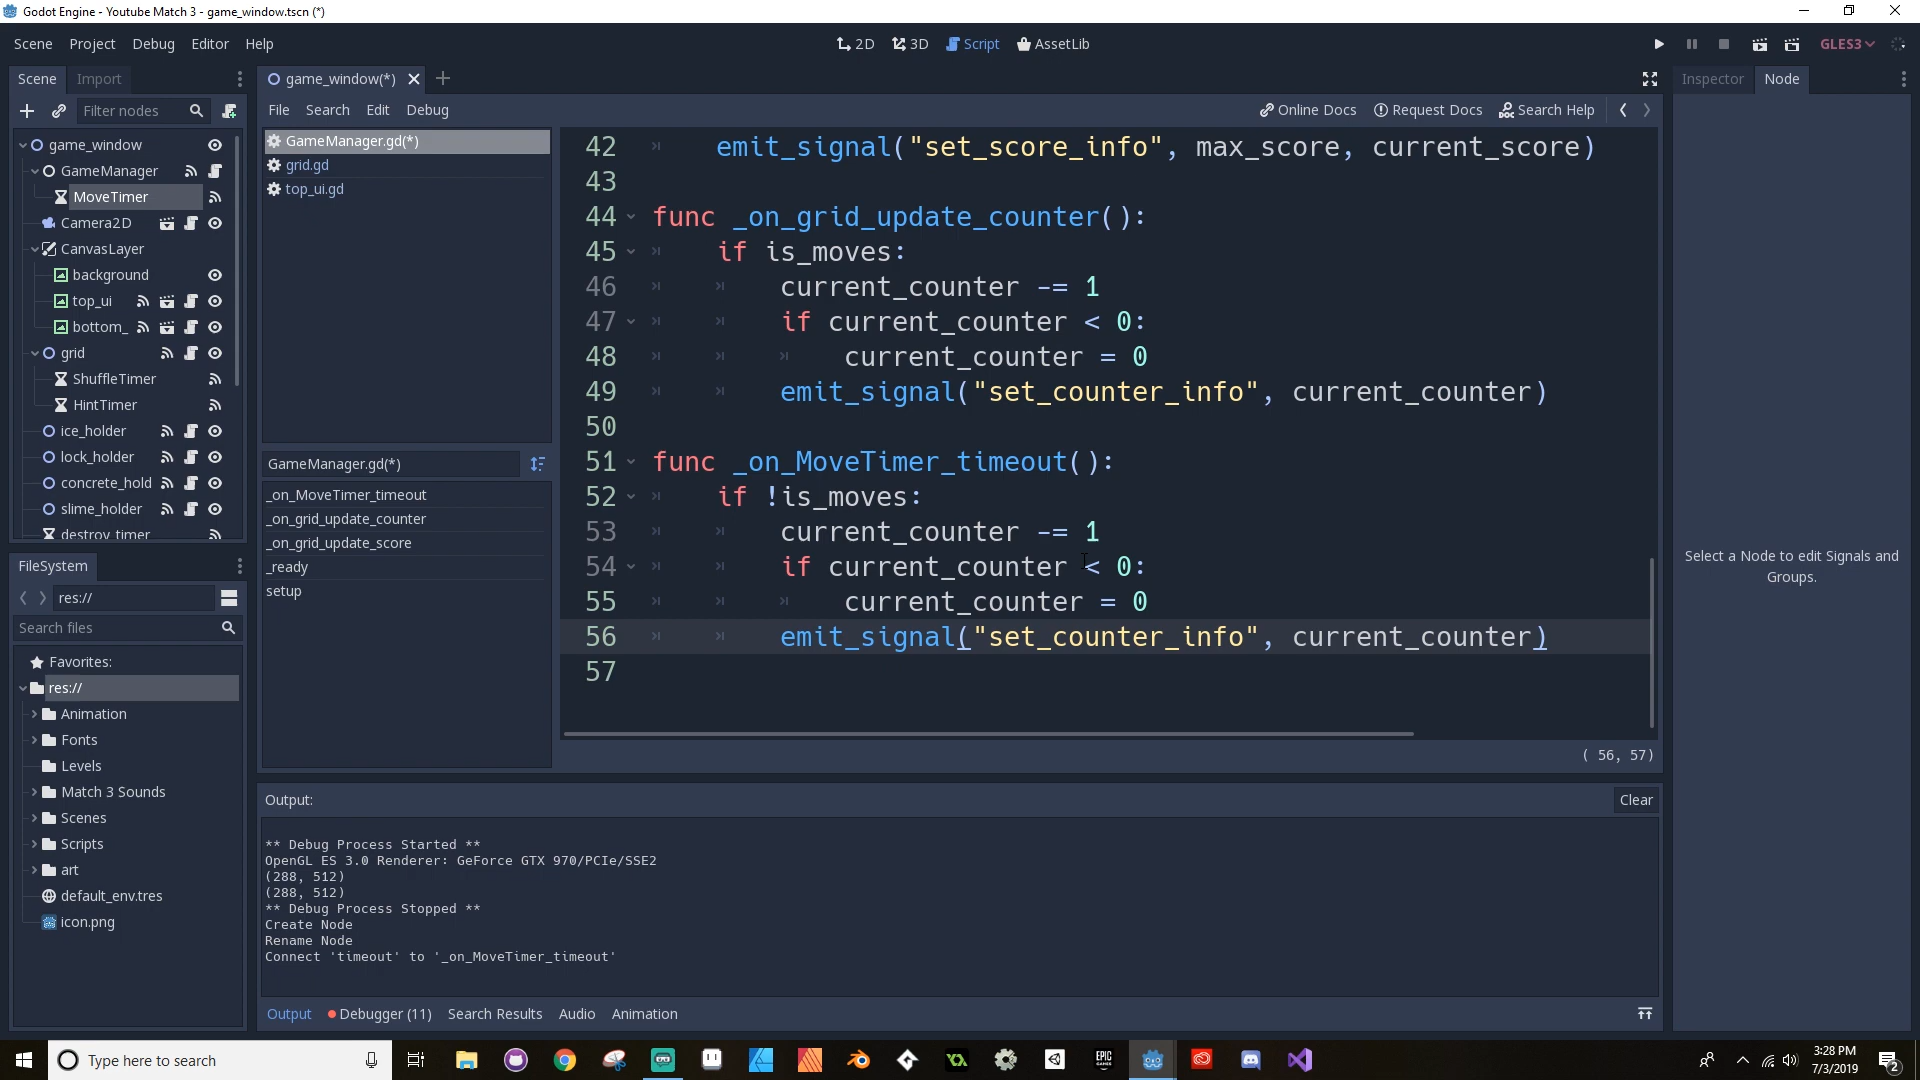 Godot Engine - Youtube Match 3 - game_window.tscn (*)
Scene Project Debug Editor Help
2D 3D Script AssetLib
GLES3
Scene Import
Filter nodes
game_window
GameManager
MoveTimer
Camera2D
CanvasLayer
background
top_ui
bottom_
grid
ShuffleTimer
HintTimer
ice_holder
lock_holder
concrete_hold
slime_holder
destroy_timer
FileSystem
res://
Search files
Favorites:
res://
Animation
Fonts
Levels
Match 3 Sounds
Scenes
Scripts
art
default_env.tres
icon.png
game_window(*)
File Search Edit Debug
Online Docs Request Docs Search Help
GameManager.gd(*)
grid.gd
top_ui.gd
GameManager.gd(*)
_on_MoveTimer_timeout
_on_grid_update_counter
_on_grid_update_score
_ready
setup
42 emit_signal("set_score_info", max_score, current_score)
43
44 func _on_grid_update_counter():
45 if is_moves:
46 current_counter -= 1
47 if current_counter < 0:
48 current_counter = 0
49 emit_signal("set_counter_info", current_counter)
50
51 func _on_MoveTimer_timeout():
52 if !is_moves:
53 current_counter -= 1
54 if current_counter < 0:
55 current_counter = 0
56 emit_signal("set_counter_info", current_counter)
57
( 56, 57)
Output:
Clear
** Debug Process Started **
OpenGL ES 3.0 Renderer: GeForce GTX 970/PCIe/SSE2
(288, 512)
(288, 512)
** Debug Process Stopped **
Create Node
Rename Node
Connect 'timeout' to '_on_MoveTimer_timeout'
Output Debugger (11) Search Results Audio Animation
Inspector Node
Select a Node to edit Signals and
Groups.
Type here to search
EPIC
GAMES
3:28 PM
7/3/2019
2